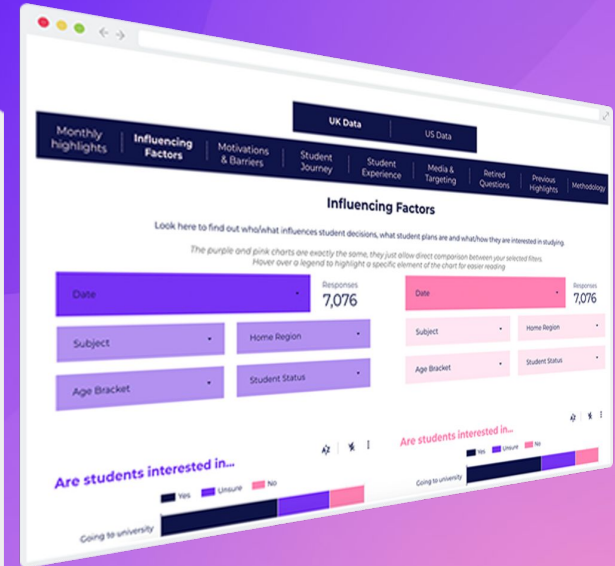 UK Data
US Data
Monthly
highlights
Influencing
Factors
Motivations
& Barriers
Student
Journey
Student
Experience
Media &
Targeting
Retired
Questions
Previous
Highlights
Methodology
Influencing Factors
Look here to find out who/what influences student decisions, what student plans are and what/how they are interested in studying.
The purple and pink charts are exactly the same, they just allow direct comparison between your selected filters.
Hover over a legend to highlight a specific element of the chart for easier reading
Date
Responses
7,076
Subject
Home Region
Age Bracket
Student Status
Date
Responses
7,076
Subject
Home Region
Age Bracket
Student Status
Are students interested in...
Yes Unsure No
Going to university
Are students interested in...
Yes Unsure No
Going to university